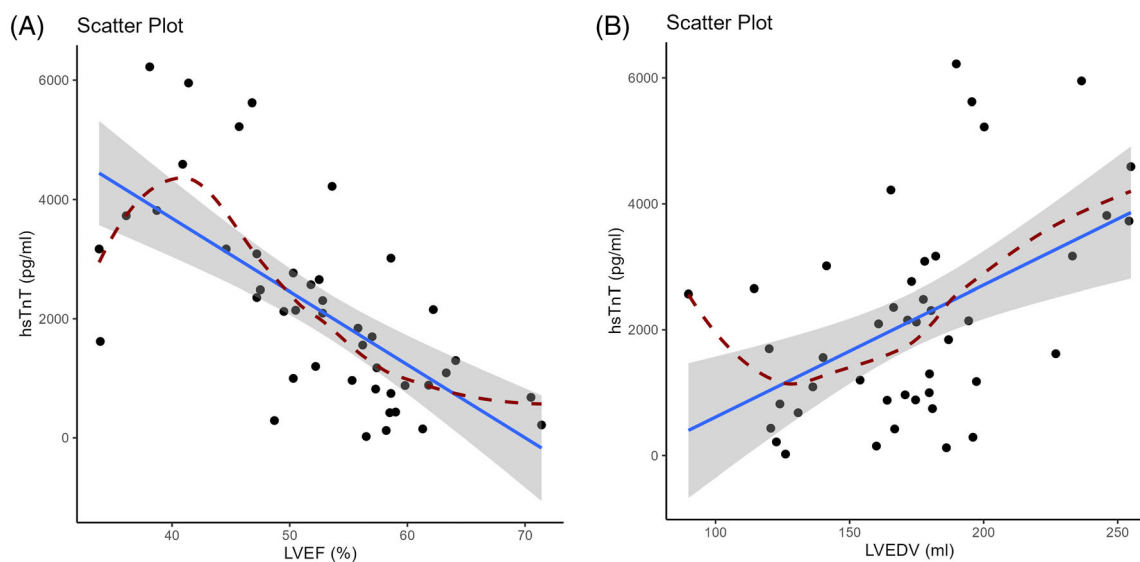 (A)
Scatter Plot
hsTnT (pg/ml)
6000
4000
2000
0
40 50 60 70
LVEF (%)
(B)
Scatter Plot
hsTnT (pg/ml)
6000
4000
2000
0
100 150 200 250
LVEDV (ml)